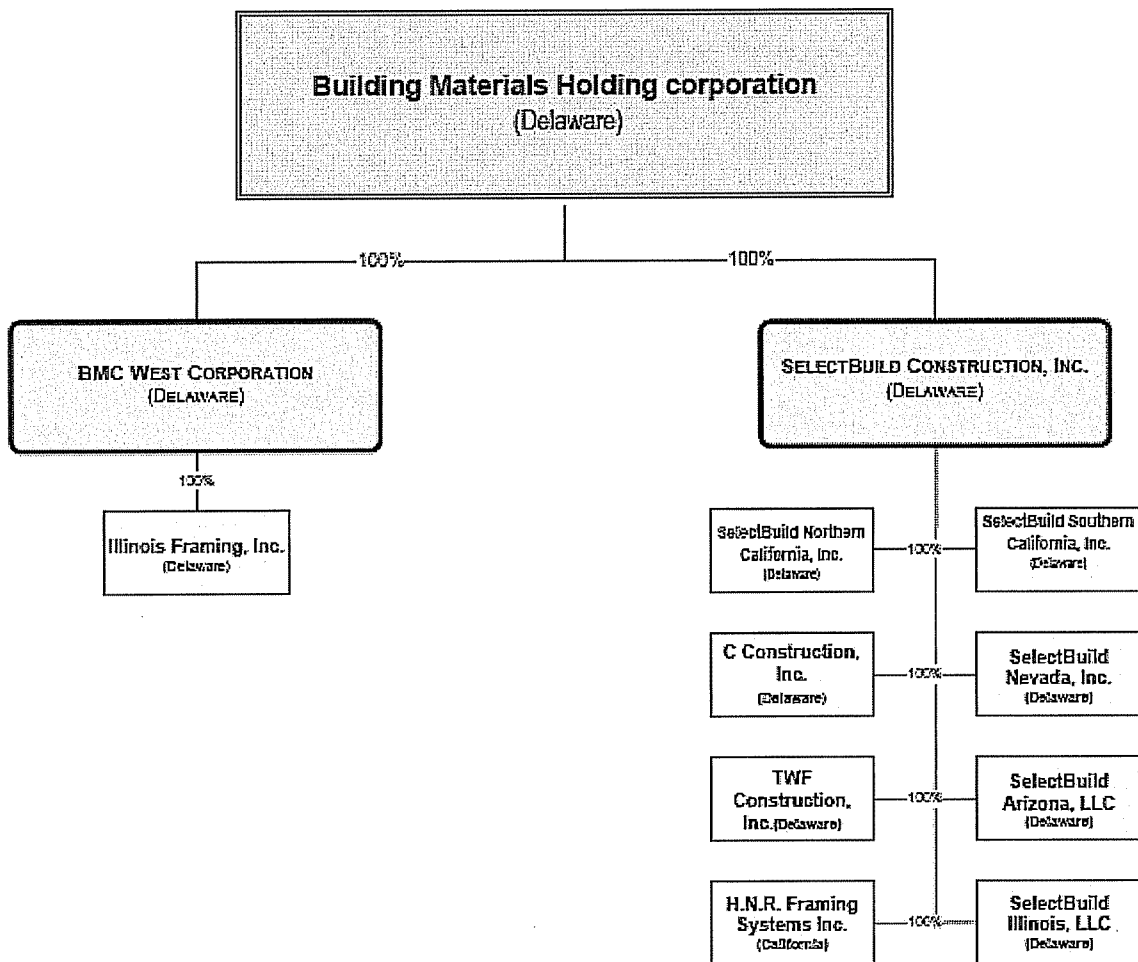 Building Materials Holding corporation
(Delaware)
100%
100%
BMC WEST CORPORATION
(DELAWARE)
SELECTBUILD CONSTRUCTION, INC.
(DELAWARE)
100%
Illinois Framing, Inc.
(Delaware)
SelectBuild Northern
California, Inc.
(Delaware)
100%
SelectBuild Southern
California, Inc.
(Delaware)
C Construction,
Inc.
(Delaware)
100%
SelectBuild
Nevada, Inc.
(Delaware)
TWF
Construction,
Inc.(Delaware)
100%
SelectBuild
Arizona, LLC
(Delaware)
H.N.R. Framing
Systems Inc.
(California)
100%
SelectBuild
Illinois, LLC
(Delaware)